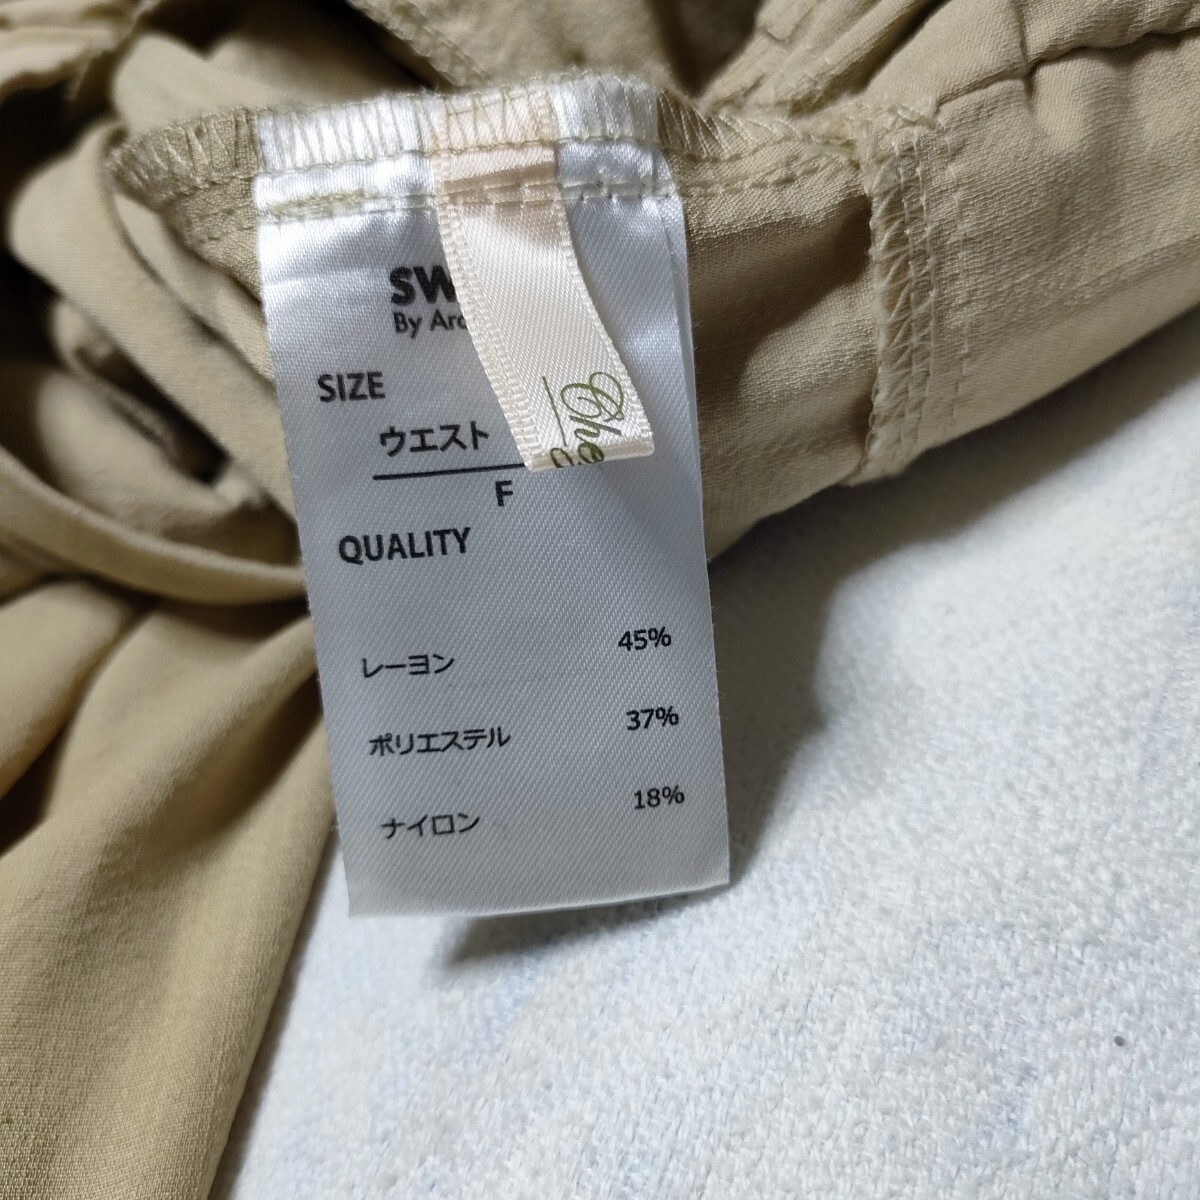 SW
By Arc
SIZE
ウエスト
F
QUALITY
レーヨン 45%
ポリエステル 37%
ナイロン 18%
Che